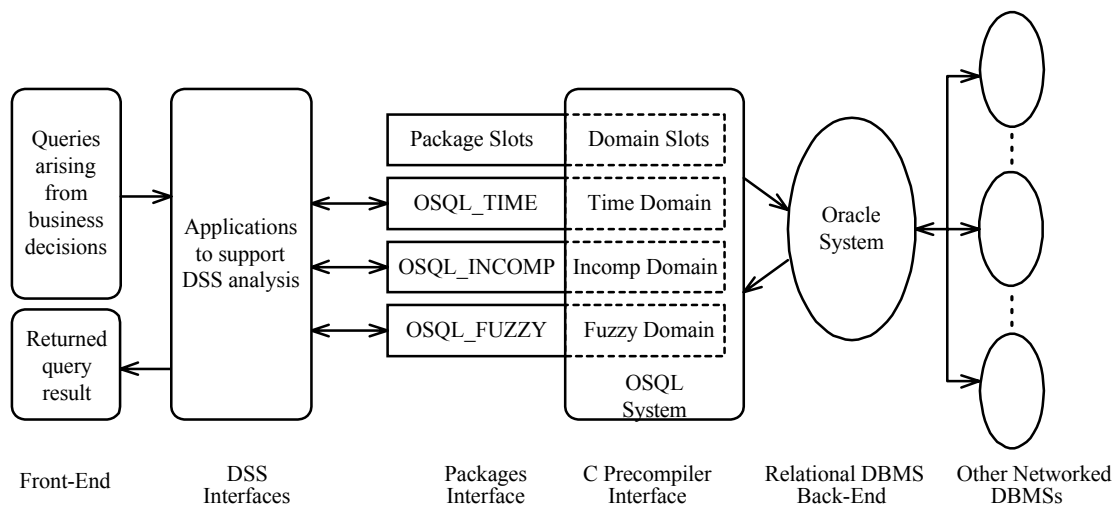 Queries
arising
from
business
decisions
Returned
query
result
Applications
to support
DSS analysis
Package Slots
Domain Slots
OSQL_TIME
Time Domain
OSQL_INCOMP
Incomp Domain
OSQL_FUZZY
Fuzzy Domain
OSQL
System
Oracle
System
Front-End
DSS
Interfaces
Packages
Interface
C Precompiler
Interface
Relational DBMS
Back-End
Other Networked
DBMSs